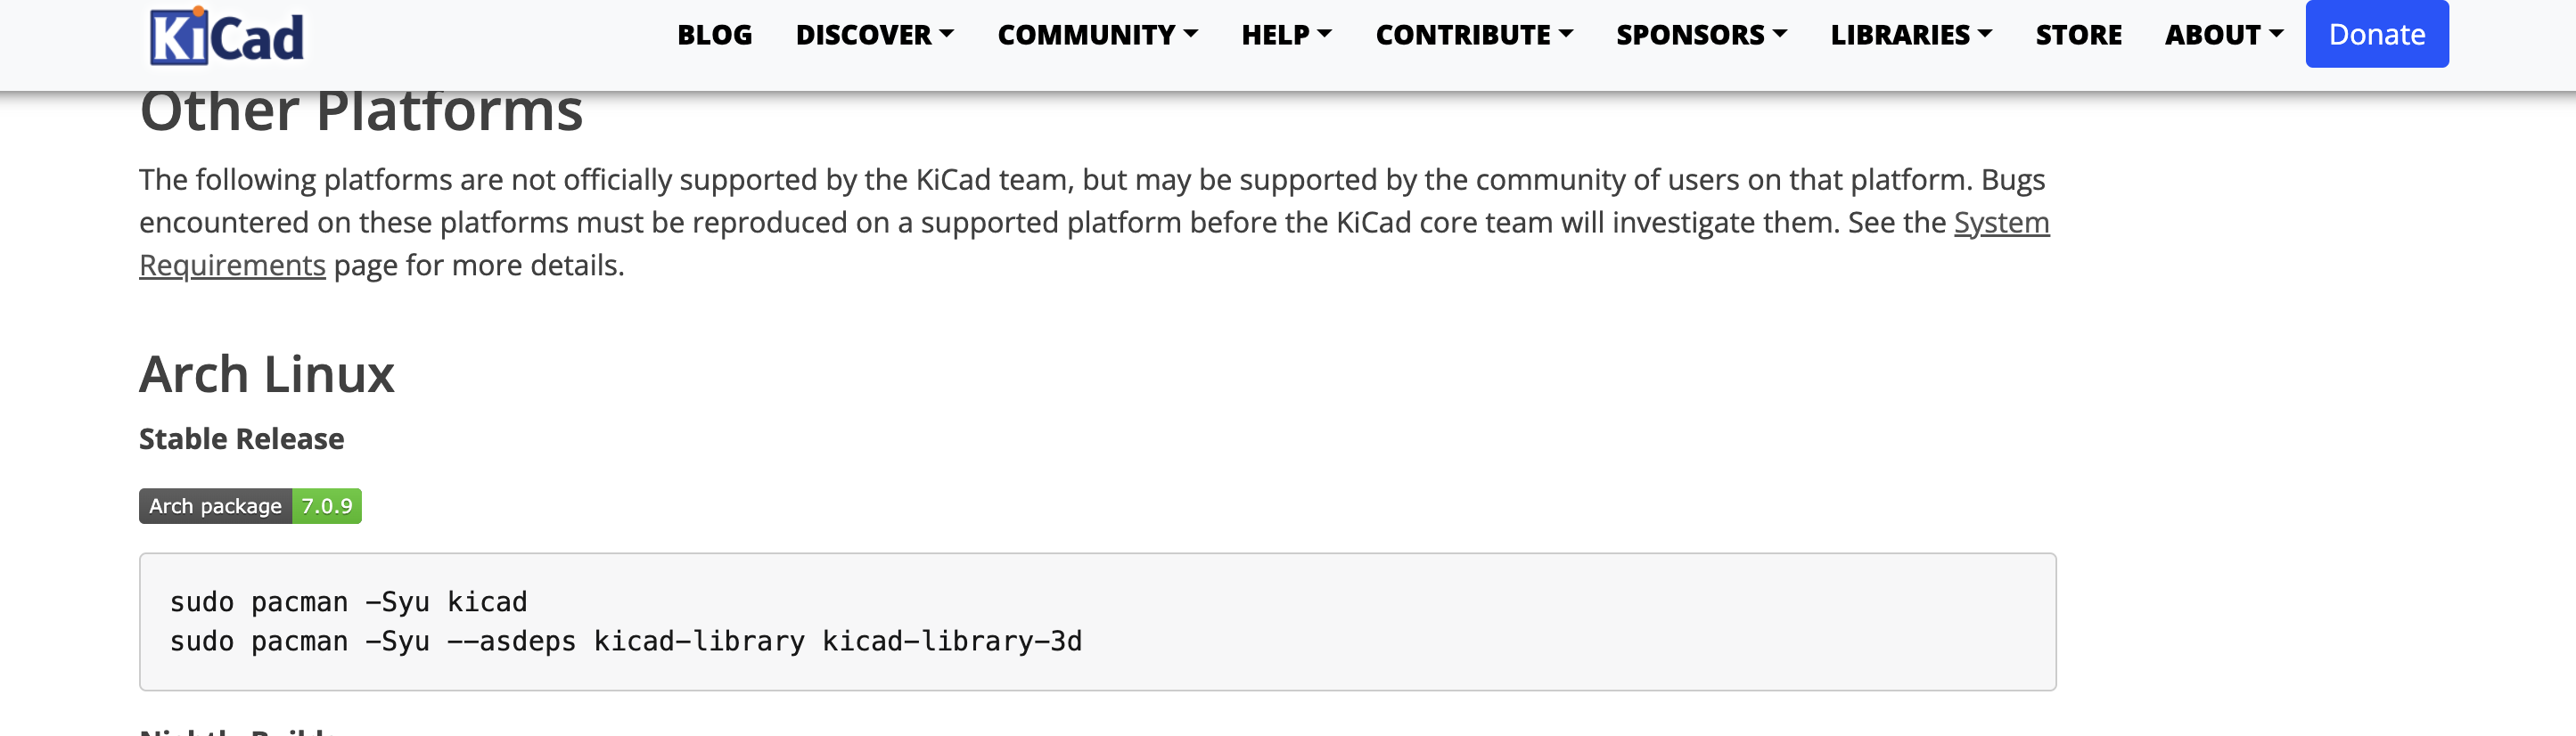 KiCad
BLOG DISCOVER COMMUNITY HELP CONTRIBUTE SPONSORS LIBRARIES STORE ABOUT Donate
Other Platforms
The following platforms are not officially supported by the KiCad team, but may be supported by the community of users on that platform. Bugs
encountered on these platforms must be reproduced on a supported platform before the KiCad core team will investigate them. See the System
Requirements page for more details.
Arch Linux
Stable Release
Arch package 7.0.9
sudo pacman -Syu kicad
sudo pacman -Syu --asdeps kicad-library kicad-library-3d